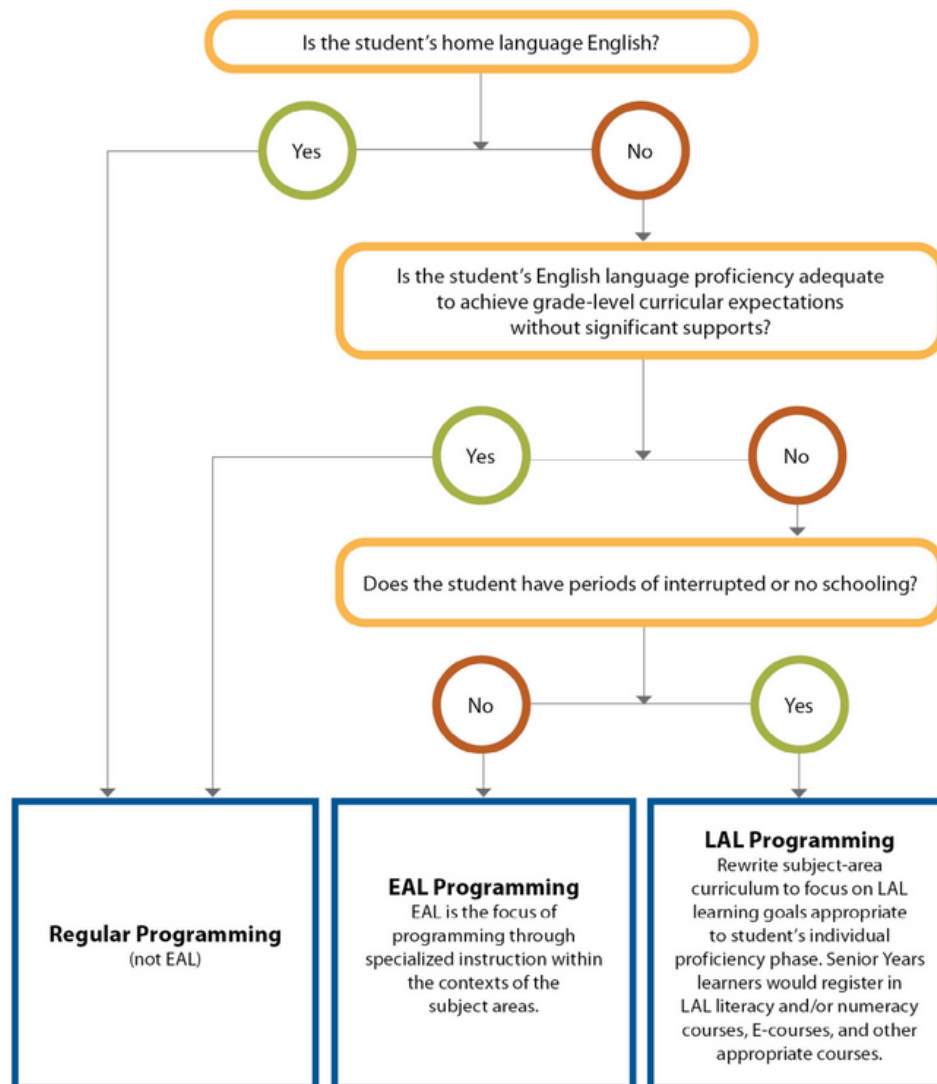 Is the student's home language English?
Yes
No
Is the student's English language proficiency adequate
to achieve grade-level curricular expectations
without significant supports?
Yes
No
Does the student have periods of interrupted or no schooling?
No
Yes
Regular Programming
(not EAL)
EAL Programming
EAL is the focus of
programming through
specialized instruction within
the contexts of the
subject areas.
LAL Programming
Rewrite subject-area
curriculum to focus on LAL
learning goals appropriate
to student's individual
proficiency phase. Senior Years
learners would register in
LAL literacy and/or numeracy
courses, E-courses, and other
appropriate courses.